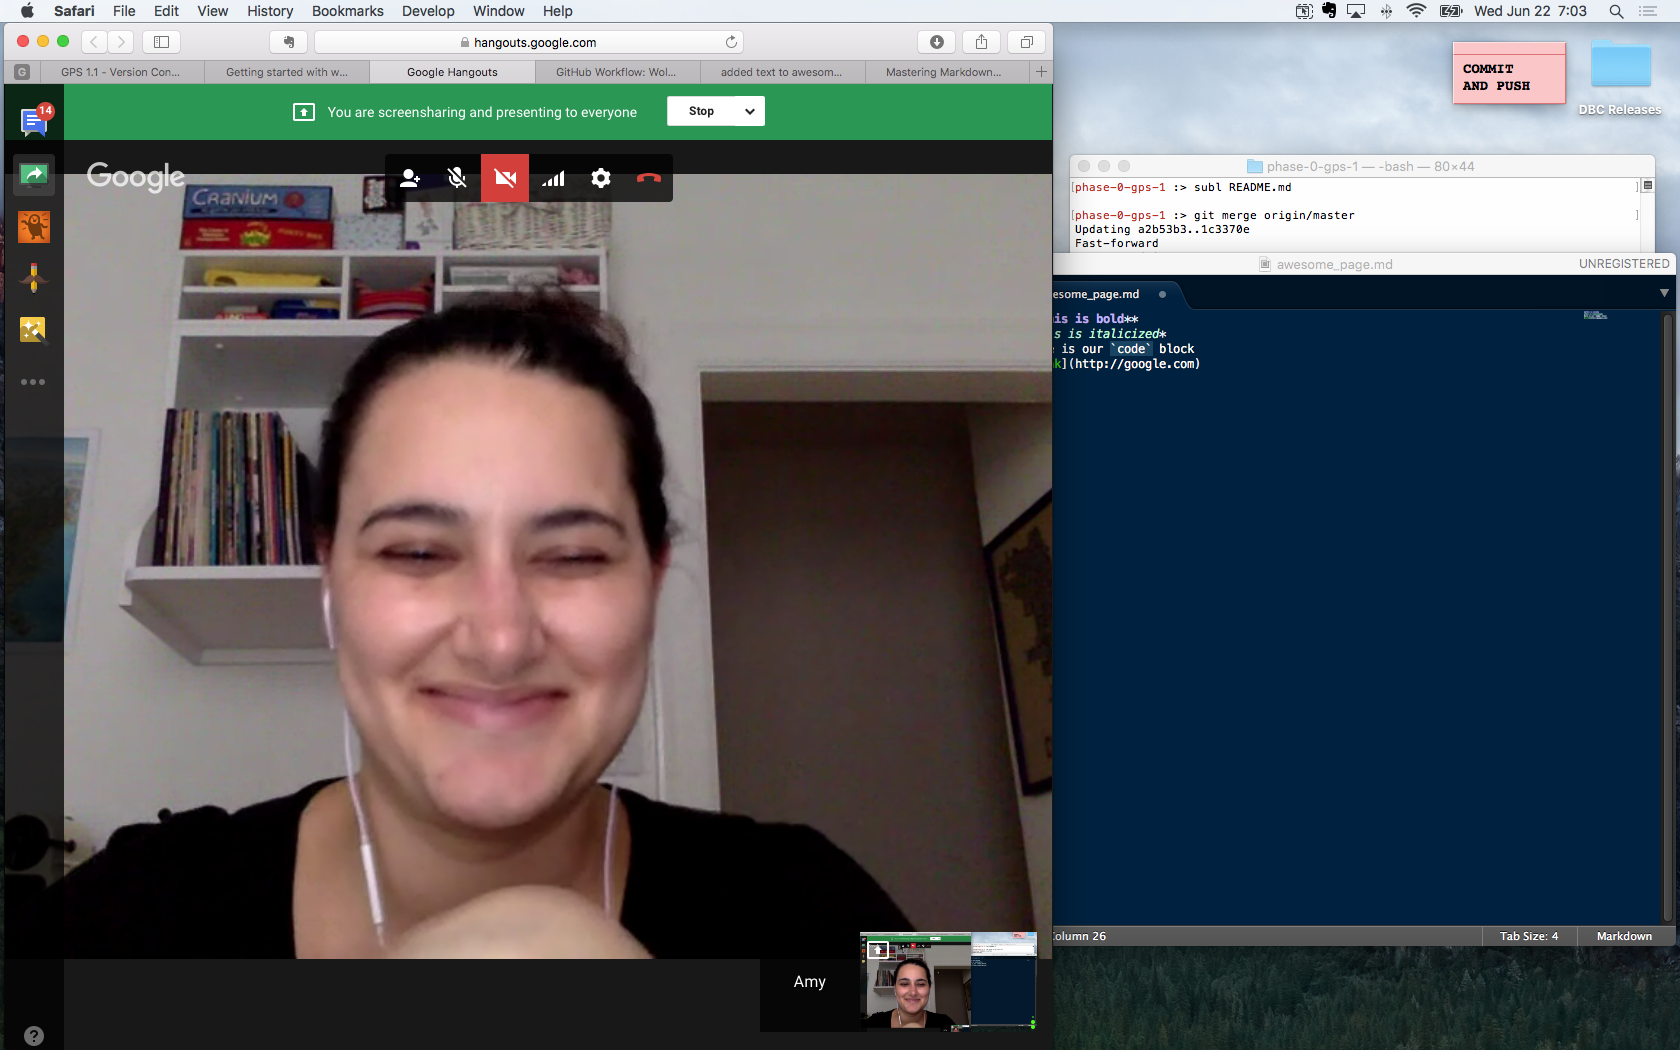 Safari File Edit View History Bookmarks Develop Window Help
Wed Jun 22 7:03
hangouts.google.com
G
GPS 1.1 - Version Con...
Getting started with w...
Google Hangouts
GitHub Workflow: Wol...
added text to awesom...
Mastering Markdown...
14
You are screensharing and presenting to everyone
Stop
Google
CRANIUM
COMMIT
AND PUSH
DBC Releases
phase-0-gps-1 — -bash — 80×44
[phase-0-gps-1 :> subl README.md ]
[phase-0-gps-1 :> git merge origin/master ]
Updating a2b53b3..1c3370e
Fast-forward
awesome_page.md
UNREGISTERED
esome_page.md
is is bold**
s is italicized*
is our `code` block
k](http://google.com)
olumn 26
Tab Size: 4
Markdown
Amy
?